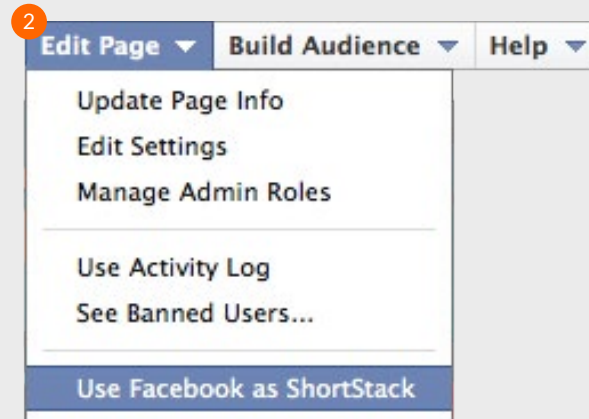 2
Edit Page Build Audience Help
Update Page Info
Edit Settings
Manage Admin Roles
Use Activity Log
See Banned Users...
Use Facebook as ShortStack